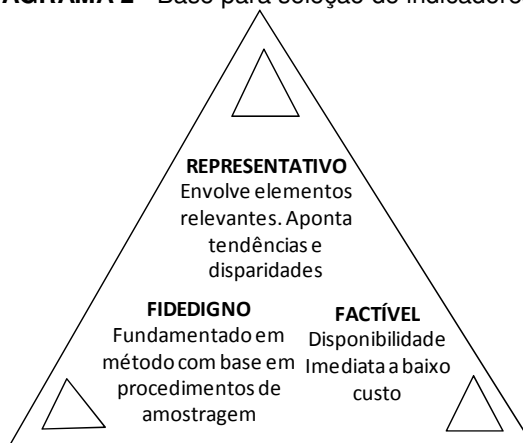 AGRAMA 2 - Base para seleção de indicadore
REPRESENTATIVO
Envolve elementos
relevantes. Aponta
tendências e
disparidades
FIDEDIGNO
Fundamentado em
método com base em
procedimentos de
amostragem
FACTÍVEL
Disponibilidade
Imediata a baixo
custo